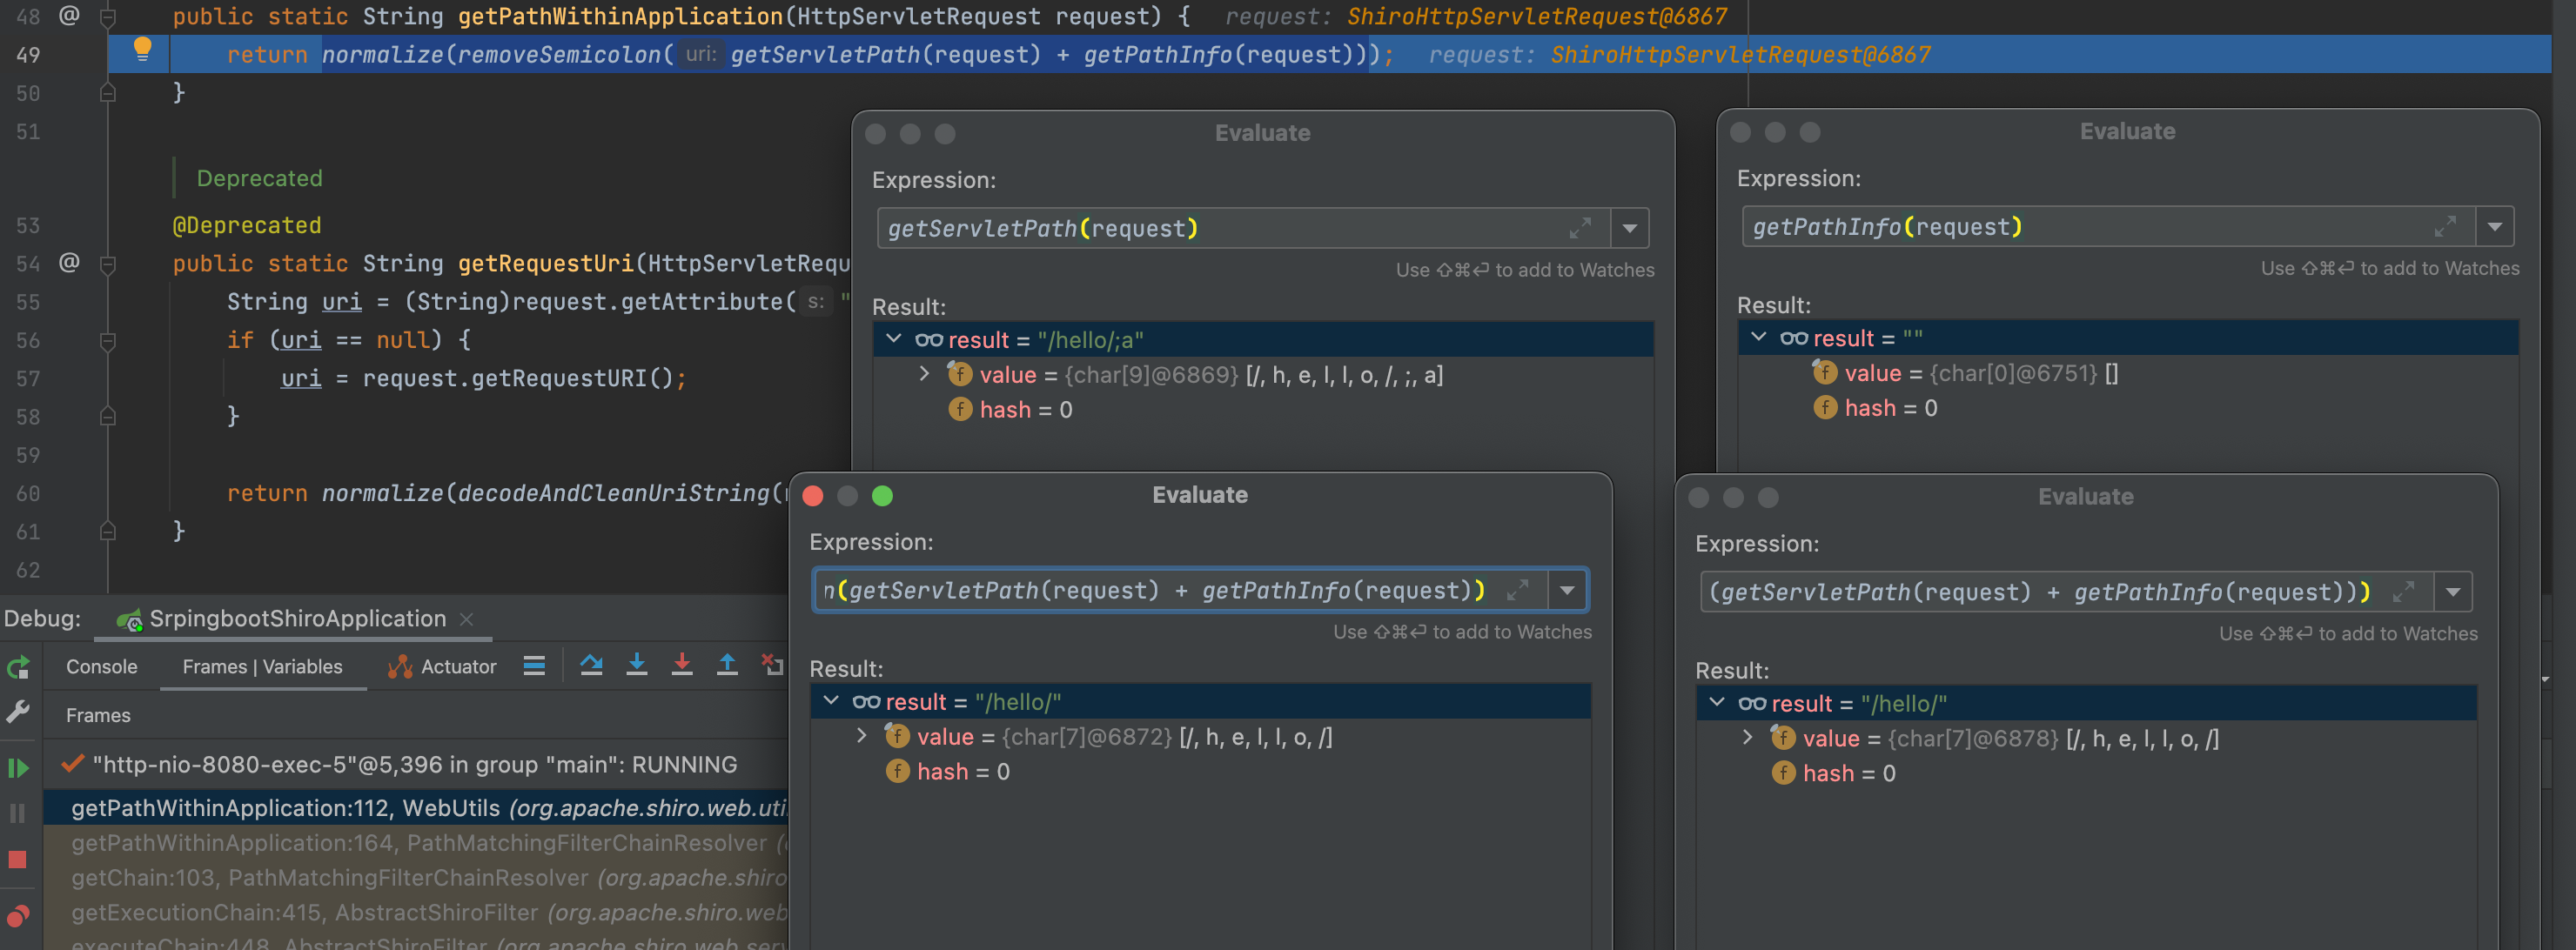 48 @ public static String getPathWithinApplication(HttpServletRequest request) { request: ShiroHttpServletRequest@6867
49 return normalize(removeSemicolon( uri: getServletPath(request) + getPathInfo(request))); request: ShiroHttpServletRequest@6867
50 }
51
Deprecated
53 @Deprecated
54 @ public static String getRequestUri(HttpServletRequ
55 String uri = (String)request.getAttribute( s: "
56 if (uri == null) {
57 uri = request.getRequestURI();
58 }
59
60 return normalize(decodeAndCleanUriString(
61 }
62
Evaluate
Expression:
getServletPath(request)
Use ⇧⌘⏎ to add to Watches
Result:
result = "/hello/;a"
value = {char[9]@6869} [/, h, e, l, l, o, /, ;, a]
f hash = 0
Evaluate
Expression:
getPathInfo(request)
Use ⇧⌘⏎ to add to Watches
Result:
result = ""
f value = {char[0]@6751} []
f hash = 0
Evaluate
Expression:
n(getServletPath(request) + getPathInfo(request))
Use ⇧⌘⏎ to add to Watches
Result:
result = "/hello/"
f value = {char[7]@6872} [/, h, e, l, l, o, /]
f hash = 0
Evaluate
Expression:
(getServletPath(request) + getPathInfo(request)))
Use ⇧⌘⏎ to add to Watches
Result:
result = "/hello/"
f value = {char[7]@6878} [/, h, e, l, l, o, /]
f hash = 0
Debug: SrpingbootShiroApplication
Console Frames | Variables Actuator
Frames
"http-nio-8080-exec-5"@5,396 in group "main": RUNNING
getPathWithinApplication:112, WebUtils (org.apache.shiro.web.uti
getPathWithinApplication:164, PathMatchingFilterChainResolver (
getChain:103, PathMatchingFilterChainResolver (org.apache.shiro
getExecutionChain:415, AbstractShiroFilter (org.apache.shiro.web
executeChain:448, AbstractShiroFilter (org.apache.shiro.web.serv